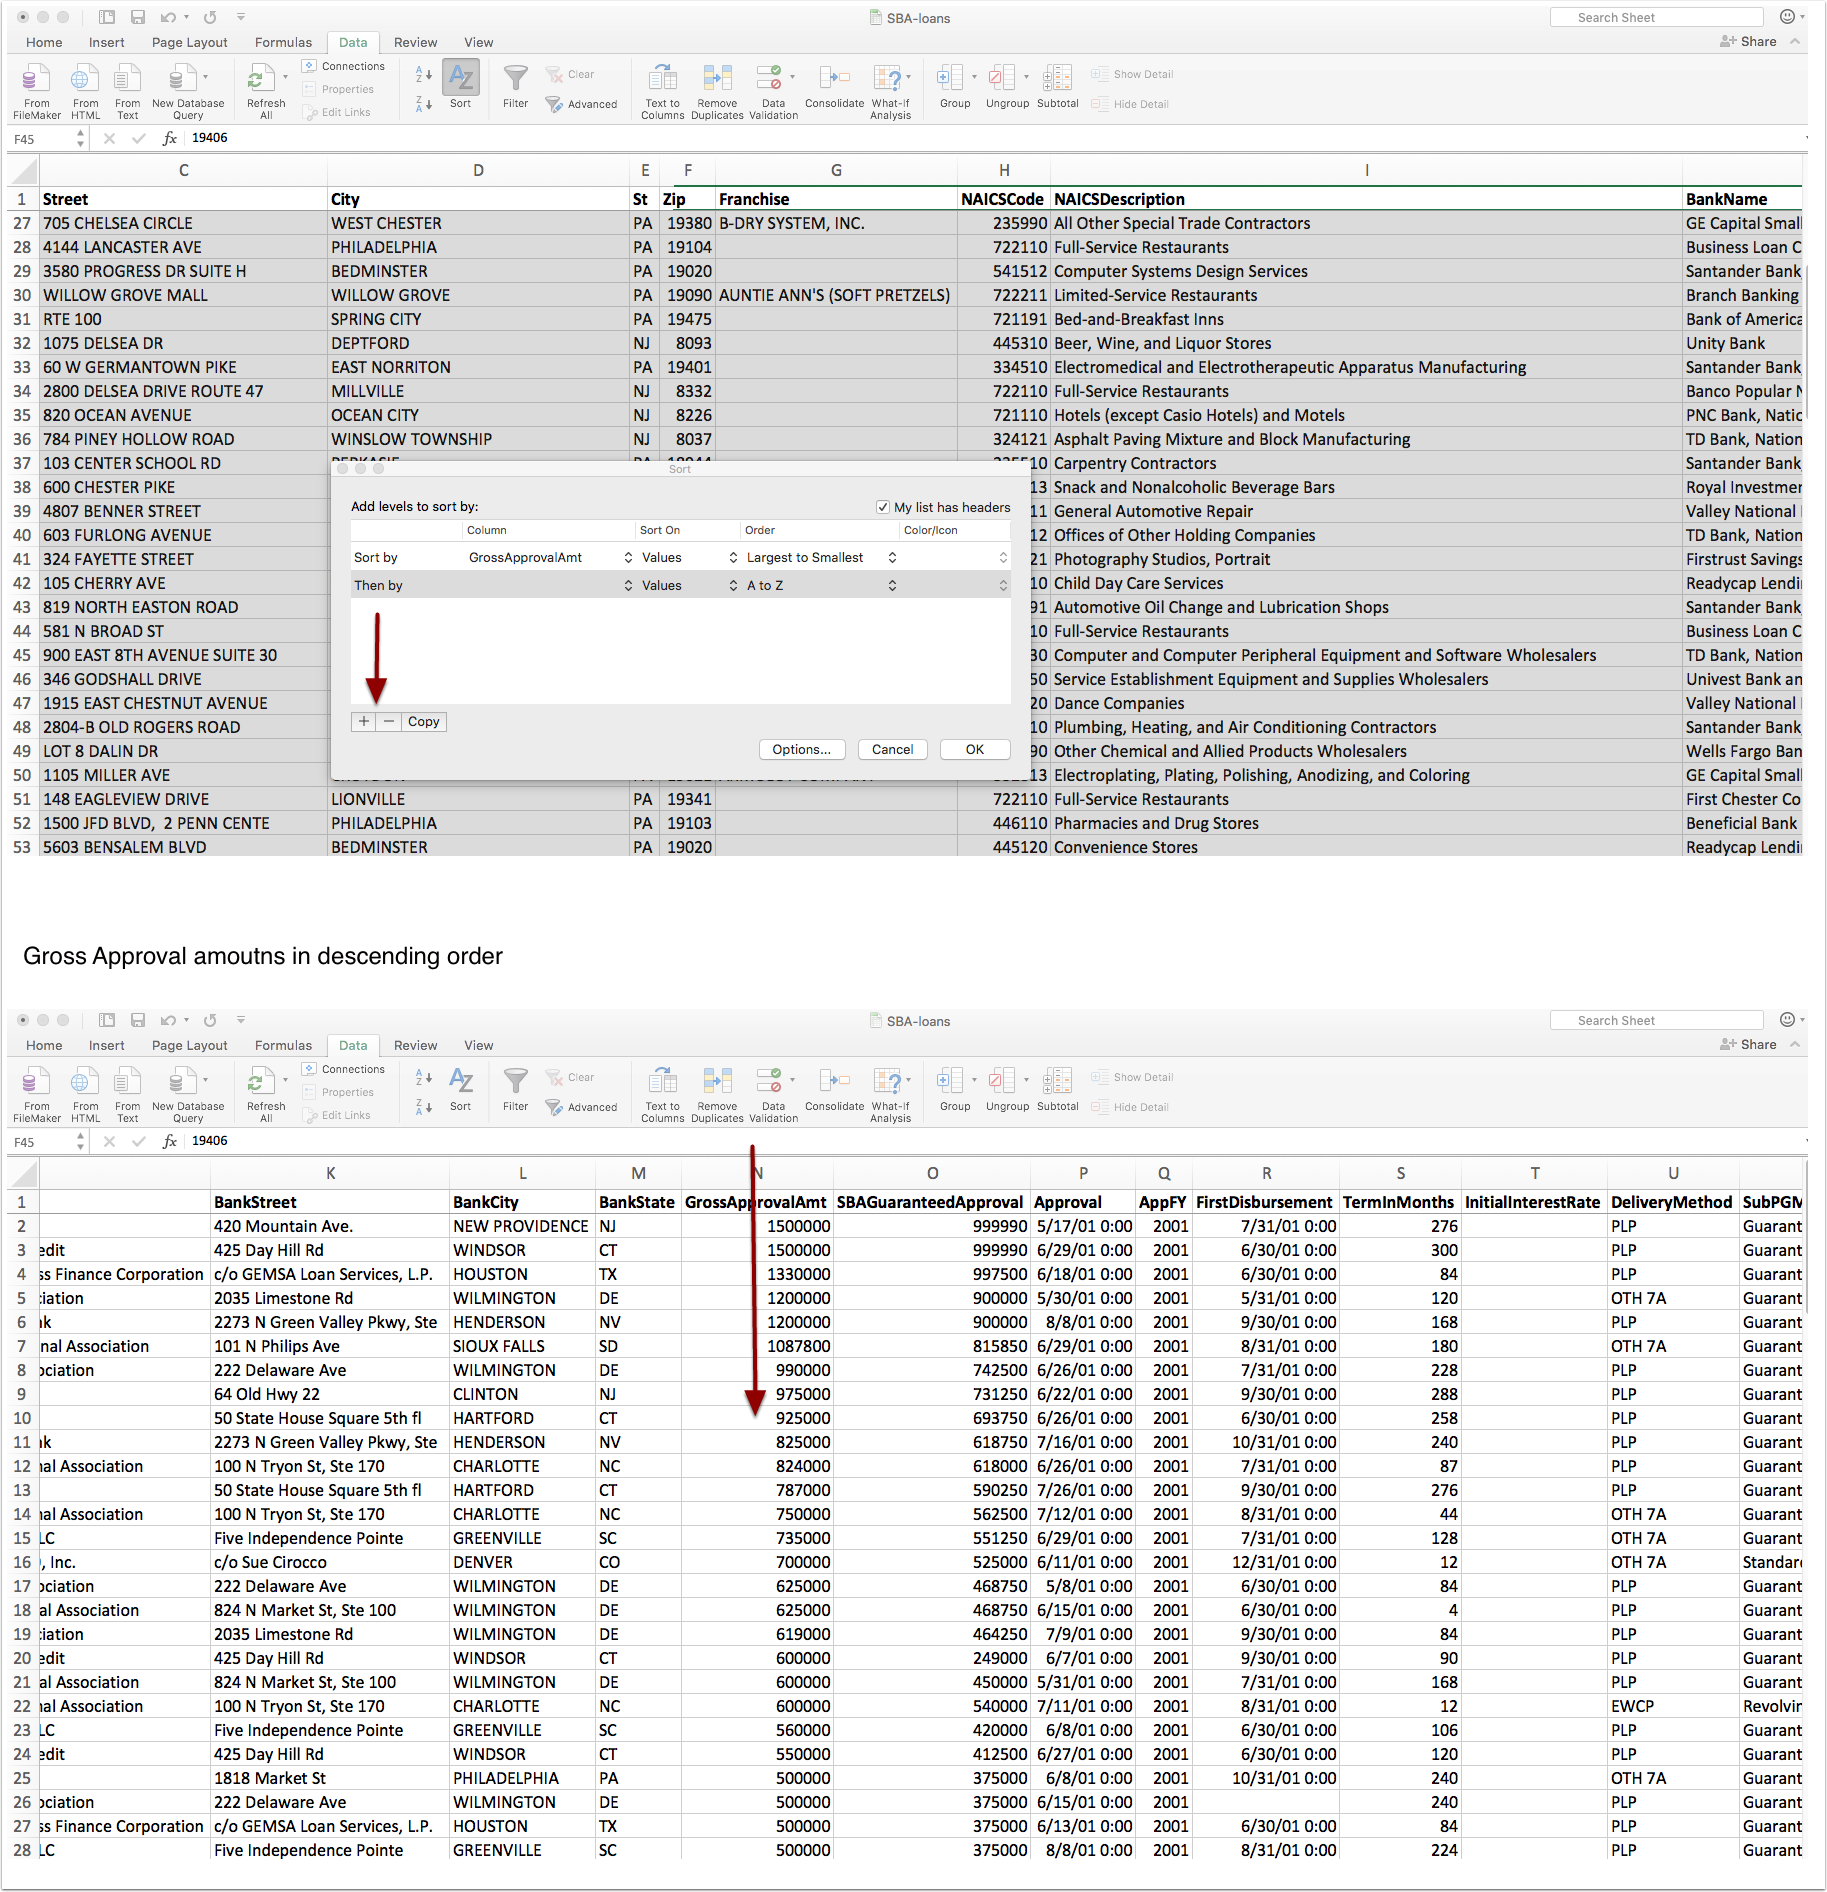 SBA-loans
Search Sheet
Home Insert Page Layout Formulas Data Review View
Share
From FileMaker
From HTML
From Text
New Database Query
Refresh All
Connections
Properties
Edit Links
Sort
Filter
Clear
Advanced
Text to Columns
Remove Duplicates
Data Validation
Consolidate
What-If Analysis
Group
Ungroup
Subtotal
Show Detail
Hide Detail
F45 fx 19406
C D E F G H I
1 Street City St Zip Franchise NAICSCode NAICSDescription BankName
27 705 CHELSEA CIRCLE WEST CHESTER PA 19380 B-DRY SYSTEM, INC. 235990 All Other Special Trade Contractors GE Capital Smal
28 4144 LANCASTER AVE PHILADELPHIA PA 19104 722110 Full-Service Restaurants Business Loan C
29 3580 PROGRESS DR SUITE H BEDMINSTER PA 19020 541512 Computer Systems Design Services Santander Bank,
30 WILLOW GROVE MALL WILLOW GROVE PA 19090 AUNTIE ANN'S (SOFT PRETZELS) 722211 Limited-Service Restaurants Branch Banking
31 RTE 100 SPRING CITY PA 19475 721191 Bed-and-Breakfast Inns Bank of America
32 1075 DELSEA DR DEPTFORD NJ 8093 445310 Beer, Wine, and Liquor Stores Unity Bank
33 60 W GERMANTOWN PIKE EAST NORRITON PA 19401 334510 Electromedical and Electrotherapeutic Apparatus Manufacturing Santander Bank
34 2800 DELSEA DRIVE ROUTE 47 MILLVILLE NJ 8332 722110 Full-Service Restaurants Banco Popular N
35 820 OCEAN AVENUE OCEAN CITY NJ 8226 721110 Hotels (except Casio Hotels) and Motels PNC Bank, Natic
36 784 PINEY HOLLOW ROAD WINSLOW TOWNSHIP NJ 8037 324121 Asphalt Paving Mixture and Block Manufacturing TD Bank, Nation
37 103 CENTER SCHOOL RD 10 Carpentry Contractors Santander Bank,
38 600 CHESTER PIKE 13 Snack and Nonalcoholic Beverage Bars Royal Investmer
39 4807 BENNER STREET 11 General Automotive Repair Valley National
40 603 FURLONG AVENUE 12 Offices of Other Holding Companies TD Bank, Nation
41 324 FAYETTE STREET 21 Photography Studios, Portrait Firstrust Savings
42 105 CHERRY AVE 10 Child Day Care Services Readycap Lendi
43 819 NORTH EASTON ROAD 91 Automotive Oil Change and Lubrication Shops Santander Bank,
44 581 N BROAD ST 10 Full-Service Restaurants Business Loan C
45 900 EAST 8TH AVENUE SUITE 30 30 Computer and Computer Peripheral Equipment and Software Wholesalers TD Bank, Nation
46 346 GODSHALL DRIVE 50 Service Establishment Equipment and Supplies Wholesalers Univest Bank an
47 1915 EAST CHESTNUT AVENUE 20 Dance Companies Valley National
48 2804-B OLD ROGERS ROAD 10 Plumbing, Heating, and Air Conditioning Contractors Santander Bank,
49 LOT 8 DALIN DR 90 Other Chemical and Allied Products Wholesalers Wells Fargo Ban
50 1105 MILLER AVE 13 Electroplating, Plating, Polishing, Anodizing, and Coloring GE Capital Smal
51 148 EAGLEVIEW DRIVE LIONVILLE PA 19341 722110 Full-Service Restaurants First Chester Co
52 1500 JFD BLVD, 2 PENN CENTE PHILADELPHIA PA 19103 446110 Pharmacies and Drug Stores Beneficial Bank
53 5603 BENSALEM BLVD BEDMINSTER PA 19020 445120 Convenience Stores Readycap Lendi
Sort
Add levels to sort by: My list has headers
Column Sort On Order Color/Icon
Sort by GrossApprovalAmt Values Largest to Smallest
Then by Values A to Z
+ − Copy
Options... Cancel OK
Gross Approval amoutns in descending order
SBA-loans
Search Sheet
Home Insert Page Layout Formulas Data Review View
Share
From FileMaker
From HTML
From Text
New Database Query
Refresh All
Connections
Properties
Edit Links
Sort
Filter
Clear
Advanced
Text to Columns
Remove Duplicates
Data Validation
Consolidate
What-If Analysis
Group
Ungroup
Subtotal
Show Detail
Hide Detail
F45 fx 19406
K L M N O P Q R S T U
1 BankStreet BankCity BankState GrossApprovalAmt SBAGuaranteedApproval Approval AppFY FirstDisbursement TermInMonths InitialInterestRate DeliveryMethod SubPGM
2 420 Mountain Ave. NEW PROVIDENCE NJ 1500000 999990 5/17/01 0:00 2001 7/31/01 0:00 276 PLP Guarant
3 edit 425 Day Hill Rd WINDSOR CT 1500000 999990 6/29/01 0:00 2001 6/30/01 0:00 300 PLP Guarant
4 ss Finance Corporation c/o GEMSA Loan Services, L.P. HOUSTON TX 1330000 997500 6/18/01 0:00 2001 6/30/01 0:00 84 PLP Guarant
5 ciation 2035 Limestone Rd WILMINGTON DE 1200000 900000 5/30/01 0:00 2001 5/31/01 0:00 120 OTH 7A Guarant
6 nk 2273 N Green Valley Pkwy, Ste HENDERSON NV 1200000 900000 8/8/01 0:00 2001 9/30/01 0:00 168 PLP Guarant
7 nal Association 101 N Philips Ave SIOUX FALLS SD 1087800 815850 6/29/01 0:00 2001 8/31/01 0:00 180 OTH 7A Guarant
8 ociation 222 Delaware Ave WILMINGTON DE 990000 742500 6/26/01 0:00 2001 7/31/01 0:00 228 PLP Guarant
9 64 Old Hwy 22 CLINTON NJ 975000 731250 6/22/01 0:00 2001 9/30/01 0:00 288 PLP Guarant
10 50 State House Square 5th fl HARTFORD CT 925000 693750 6/26/01 0:00 2001 6/30/01 0:00 258 PLP Guarant
11 nk 2273 N Green Valley Pkwy, Ste HENDERSON NV 825000 618750 7/16/01 0:00 2001 10/31/01 0:00 240 PLP Guarant
12 nal Association 100 N Tryon St, Ste 170 CHARLOTTE NC 824000 618000 6/26/01 0:00 2001 7/31/01 0:00 87 PLP Guarant
13 50 State House Square 5th fl HARTFORD CT 787000 590250 7/26/01 0:00 2001 9/30/01 0:00 276 PLP Guarant
14 nal Association 100 N Tryon St, Ste 170 CHARLOTTE NC 750000 562500 7/12/01 0:00 2001 8/31/01 0:00 44 OTH 7A Guarant
15 LC Five Independence Pointe GREENVILLE SC 735000 551250 6/29/01 0:00 2001 7/31/01 0:00 128 OTH 7A Guarant
16 , Inc. c/o Sue Cirocco DENVER CO 700000 525000 6/11/01 0:00 2001 12/31/01 0:00 12 OTH 7A Standar
17 ociation 222 Delaware Ave WILMINGTON DE 625000 468750 5/8/01 0:00 2001 6/30/01 0:00 84 PLP Guarant
18 al Association 824 N Market St, Ste 100 WILMINGTON DE 625000 468750 6/15/01 0:00 2001 6/30/01 0:00 4 PLP Guarant
19 ciation 2035 Limestone Rd WILMINGTON DE 619000 464250 7/9/01 0:00 2001 9/30/01 0:00 84 PLP Guarant
20 edit 425 Day Hill Rd WINDSOR CT 600000 249000 6/7/01 0:00 2001 9/30/01 0:00 90 PLP Guarant
21 al Association 824 N Market St, Ste 100 WILMINGTON DE 600000 450000 5/31/01 0:00 2001 7/31/01 0:00 168 PLP Guarant
22 nal Association 100 N Tryon St, Ste 170 CHARLOTTE NC 600000 540000 7/11/01 0:00 2001 8/31/01 0:00 12 EWCP Revolvin
23 LC Five Independence Pointe GREENVILLE SC 560000 420000 6/8/01 0:00 2001 6/30/01 0:00 106 PLP Guarant
24 edit 425 Day Hill Rd WINDSOR CT 550000 412500 6/27/01 0:00 2001 6/30/01 0:00 120 PLP Guarant
25 1818 Market St PHILADELPHIA PA 500000 375000 6/8/01 0:00 2001 10/31/01 0:00 240 OTH 7A Guarant
26 ociation 222 Delaware Ave WILMINGTON DE 500000 375000 6/15/01 0:00 2001 240 PLP Guarant
27 ss Finance Corporation c/o GEMSA Loan Services, L.P. HOUSTON TX 500000 375000 6/13/01 0:00 2001 6/30/01 0:00 84 PLP Guarant
28 LC Five Independence Pointe GREENVILLE SC 500000 375000 8/8/01 0:00 2001 8/31/01 0:00 224 PLP Guarant